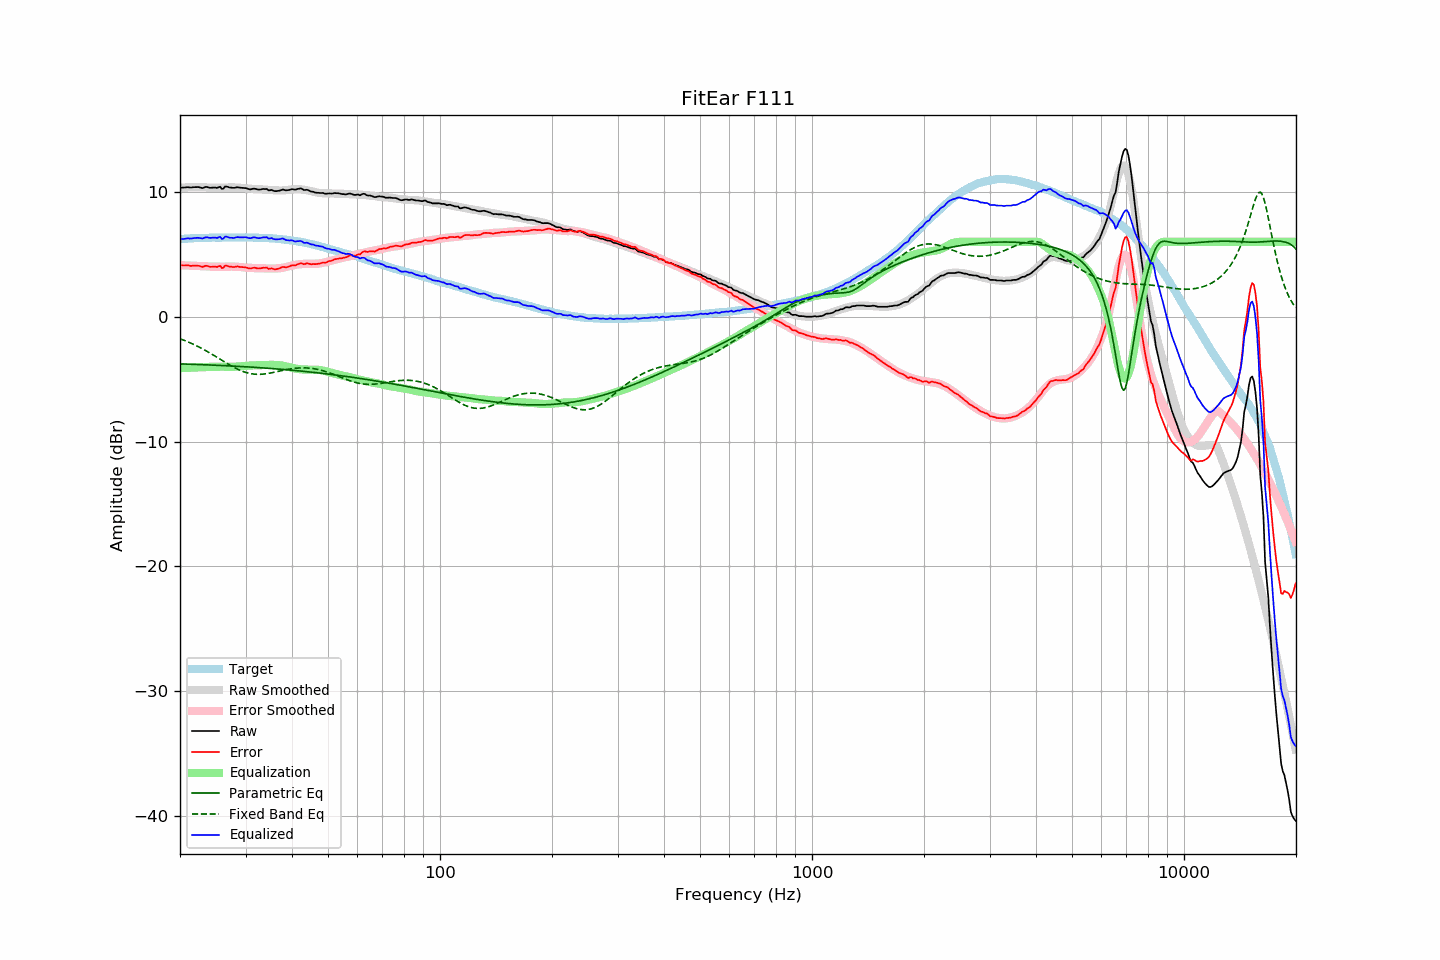 FitEar F111
Amplitude (dBr)
10
0
−10
−20
−30
−40
Target
Raw Smoothed
Error Smoothed
Raw
Error
Equalization
Parametric Eq
Fixed Band Eq
Equalized
100 1000 10000
Frequency (Hz)